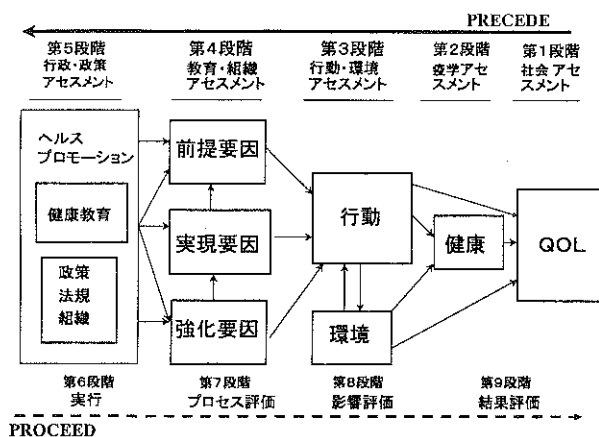 PRECEDE
第5段階
行政・政策
アセスメント
第4段階
教育・組織
アセスメント
第3段階
行動・環境
アセスメント
第2段階
疫学アセ
スメント
第1段階
社会アセ
スメント
ヘルス
プロモーション
健康教育
政策
法規
組織
前提要因
実現要因
強化要因
行動
環境
健康
QOL
第6段階
実行
第7段階
プロセス評価
第8段階
影響評価
第9段階
結果評価
PROCEED